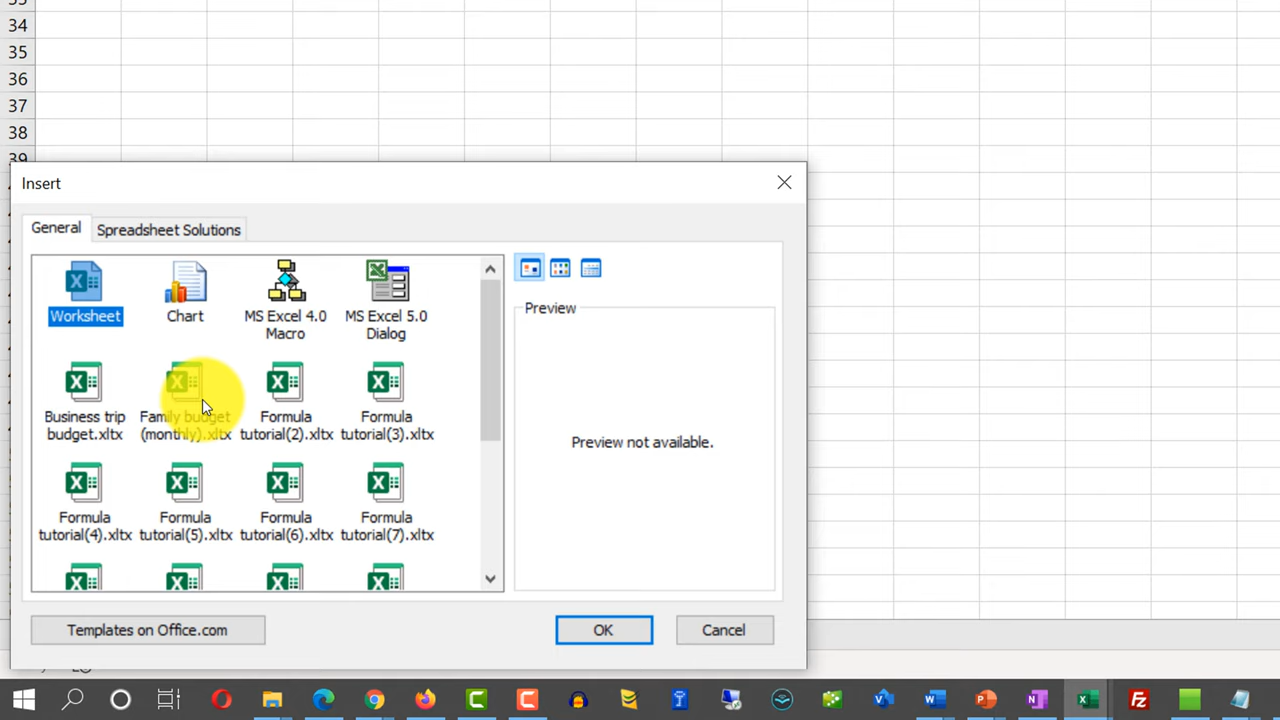 34
35
36
37
38
39
Insert
General
Spreadsheet Solutions
Worksheet
Chart
MS Excel 4.0
Macro
MS Excel 5.0
Dialog
Business trip
budget.xltx
Family budget
(monthly).xltx
Formula
tutorial(2).xltx
Formula
tutorial(3).xltx
Formula
tutorial(4).xltx
Formula
tutorial(5).xltx
Formula
tutorial(6).xltx
Formula
tutorial(7).xltx
Preview
Preview not available.
Templates on Office.com
OK
Cancel